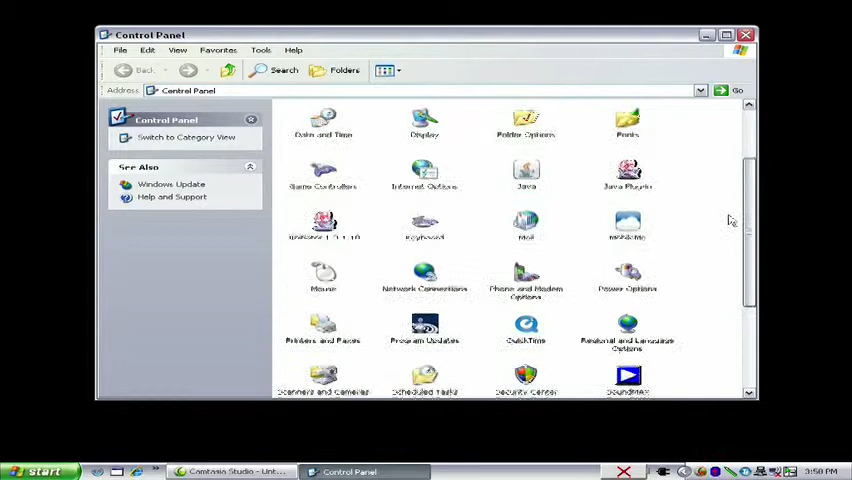 Control Panel
File Edit View Favorites Tools Help
Back Search Folders
Address Control Panel Go
Control Panel
Switch to Category View
See Also
Windows Update
Help and Support
Date and Time Display Folder Options Fonts
Game Controllers Internet Options Java Java Plug-in
Keyboard Mail MobileMe
Mouse Network Connections Phone and Modem Options Power Options
Printers and Faxes Program Updates QuickTime Regional and Language Options
Scanners and Cameras Scheduled Tasks Security Center SoundMAX
start Camtasia Studio - Unt... Control Panel 3:50 PM